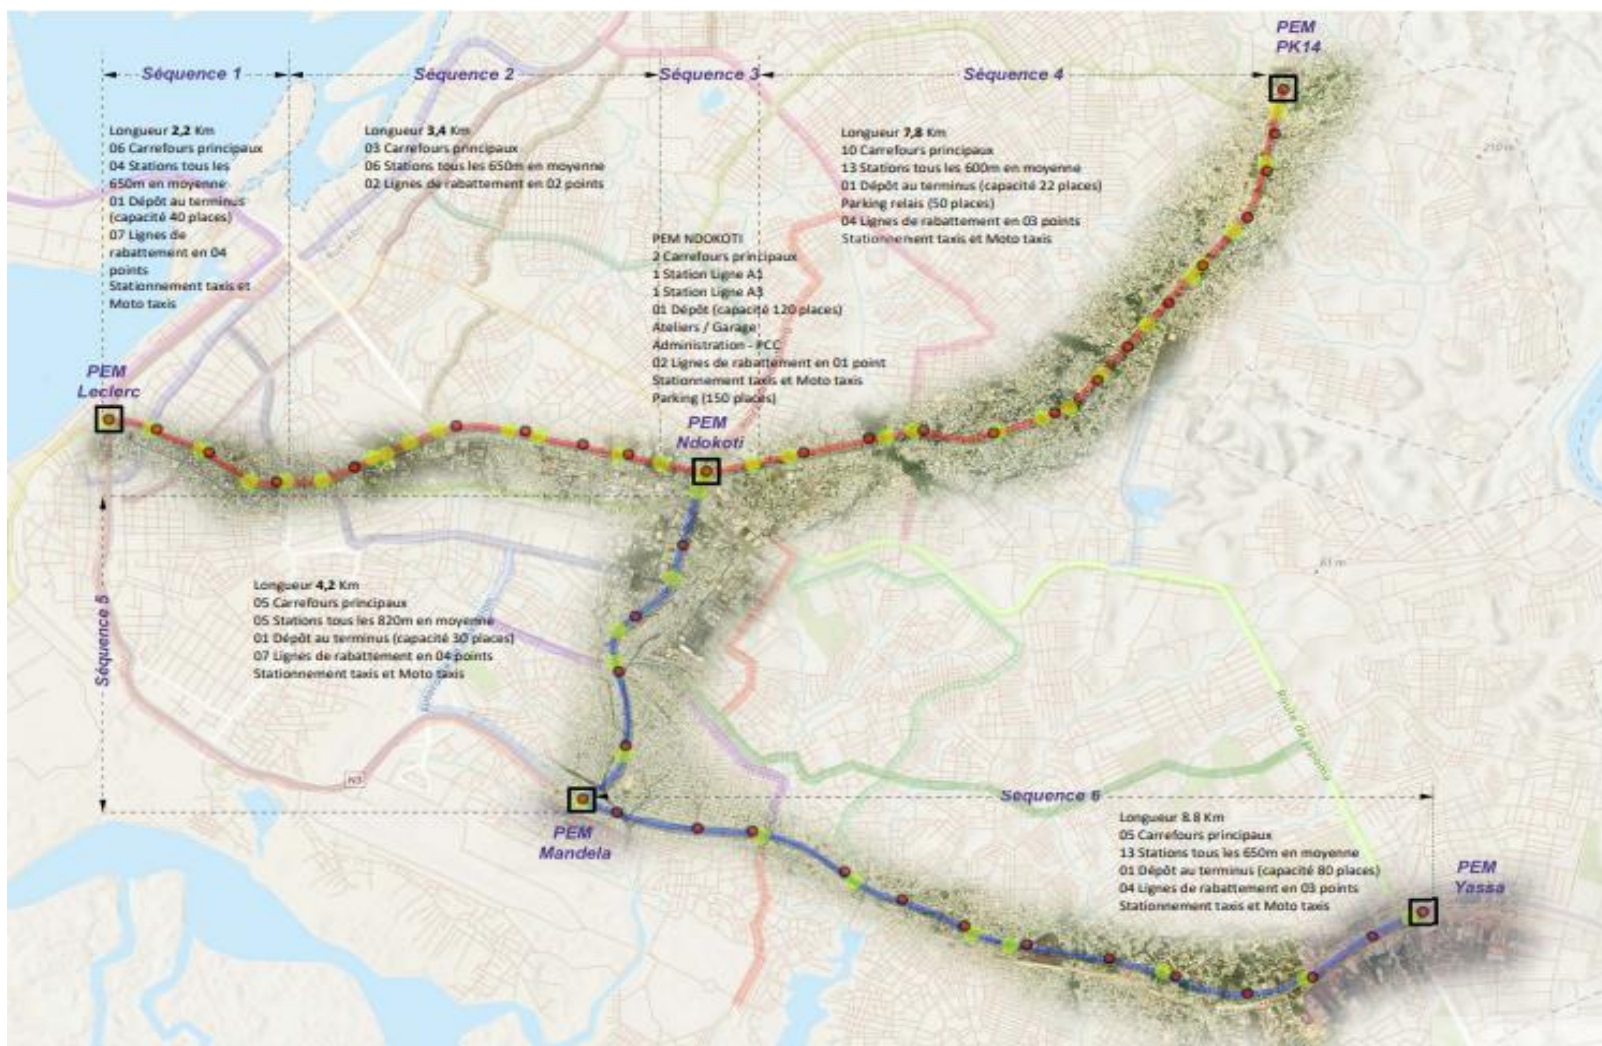 PEM
PK14
Séquence 1
Séquence 2
Séquence 3
Séquence 4
Longueur 2,2 Km
06 Carrefours principaux
04 Stations tous les
650m en moyenne
01 Dépôt au terminus
(capacité 40 places)
07 Lignes de
rabattement en 04
points
Stationnement taxis et
Moto taxis
Longueur 3,4 Km
03 Carrefours principaux
06 Stations tous les 650m en moyenne
02 Lignes de rabattement en 02 points
Longueur 7,8 Km
10 Carrefours principaux
13 Stations tous les 600m en moyenne
01 Dépôt au terminus (capacité 22 places)
Parking relais (50 places)
04 Lignes de rabattement en 03 points
Stationnement taxis et Moto taxis
PEM NDOKOTI
2 Carrefours principaux
1 Station Ligne A1
1 Station Ligne A3
01 Dépôt (capacité 120 places)
Ateliers / Garage
Administration - PCC
02 Lignes de rabattement en 01 point
Stationnement taxis et Moto taxis
Parking (150 places)
PEM
Leclerc
PEM
Ndokoti
Séquence 5
Longueur 4,2 Km
05 Carrefours principaux
05 Stations tous les 820m en moyenne
01 Dépôt au terminus (capacité 30 places)
07 Lignes de rabattement en 04 points
Stationnement taxis et Moto taxis
61 m
N3
PEM
Mandela
Séquence 6
Longueur 8.8 Km
05 Carrefours principaux
13 Stations tous les 650m en moyenne
01 Dépôt au terminus (capacité 80 places)
04 Lignes de rabattement en 03 points
Stationnement taxis et Moto taxis
PEM
Yassa